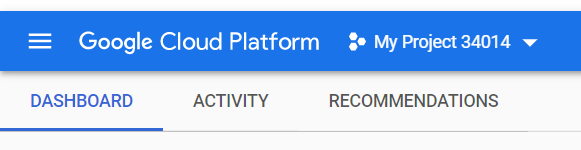 Google Cloud Platform My Project 34014
DASHBOARD ACTIVITY RECOMMENDATIONS